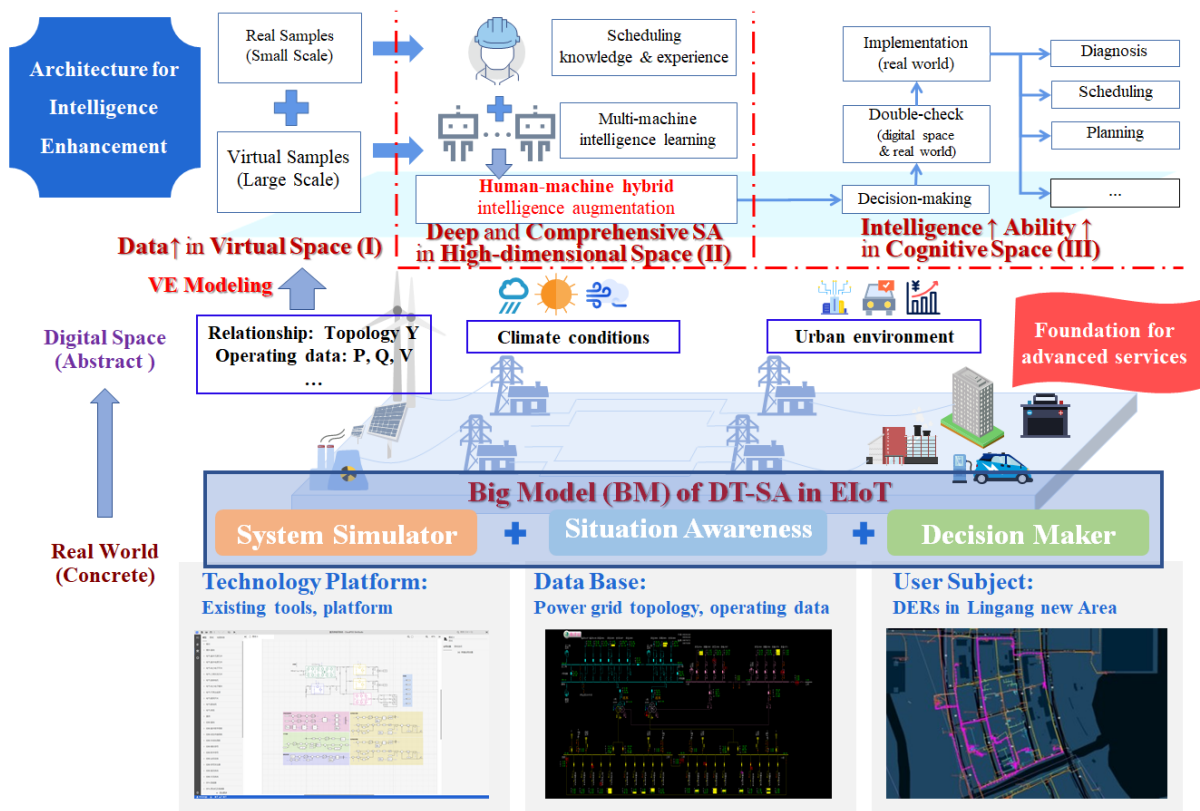 Architecture for
Intelligence
Enhancement
Real Samples
(Small Scale)
Virtual Samples
(Large Scale)
Scheduling
knowledge & experience
Multi-machine
intelligence learning
Human-machine hybrid
intelligence augmentation
Implementation
(real world)
Double-check
(digital space
& real world)
Decision-making
Diagnosis
Scheduling
Planning
...
Data↑ in Virtual Space (I)
Deep and Comprehensive SA
in High-dimensional Space (II)
Intelligence ↑ Ability ↑
in Cognitive Space (III)
VE Modeling
Digital Space
(Abstract )
Relationship: Topology Y
Operating data: P, Q, V
...
Climate conditions
Urban environment
Foundation for
advanced services
Real World
(Concrete)
Big Model (BM) of DT-SA in EIoT
System Simulator
Situation Awareness
Decision Maker
Technology Platform:
Existing tools, platform
Data Base:
Power grid topology, operating data
User Subject:
DERs in Lingang new Area